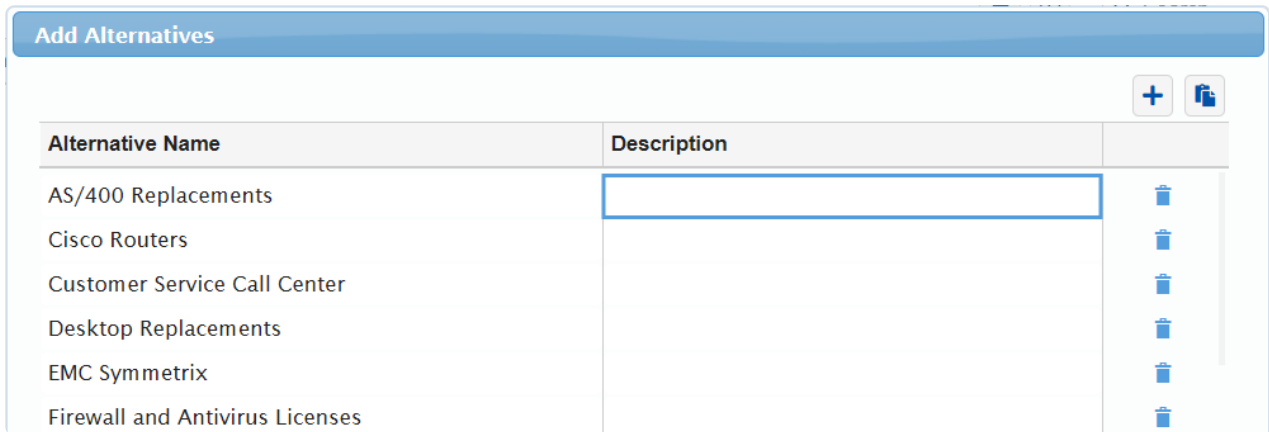 Add Alternatives
Alternative Name Description
AS/400 Replacements
Cisco Routers
Customer Service Call Center
Desktop Replacements
EMC Symmetrix
Firewall and Antivirus Licenses